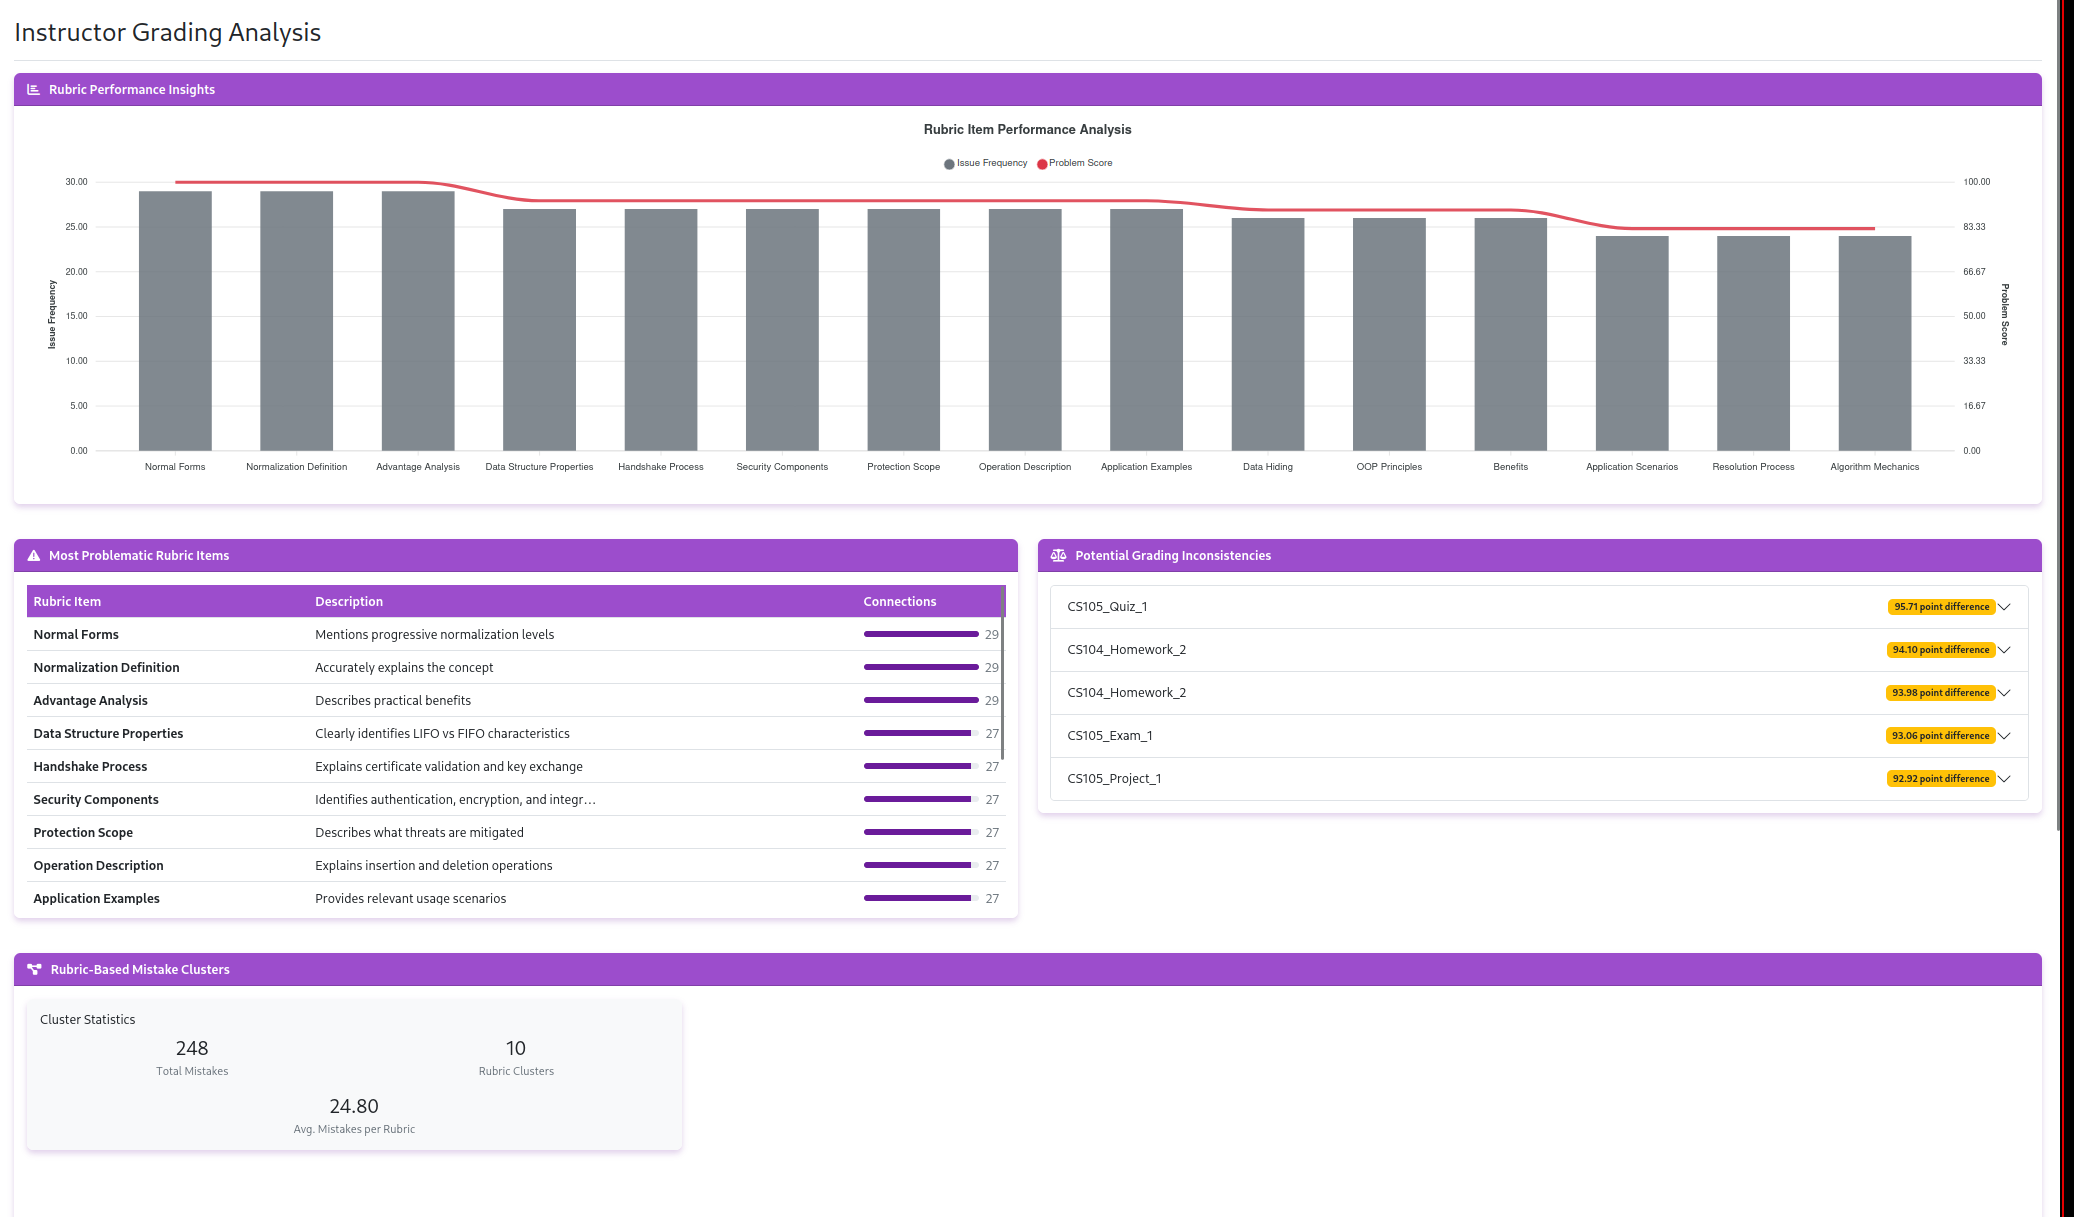 Instructor Grading Analysis
Rubric Performance Insights
Rubric Item Performance Analysis
Issue Frequency Problem Score
30.00 100.00
25.00 83.33
20.00 66.67
15.00 50.00
10.00 33.33
5.00 16.67
0.00 0.00
Issue Frequency
Problem Score
Normal Forms Normalization Definition Advantage Analysis Data Structure Properties Handshake Process Security Components Protection Scope Operation Description Application Examples Data Hiding OOP Principles Benefits Application Scenarios Resolution Process Algorithm Mechanics
Most Problematic Rubric Items
Rubric Item Description Connections
Normal Forms Mentions progressive normalization levels 29
Normalization Definition Accurately explains the concept 29
Advantage Analysis Describes practical benefits 29
Data Structure Properties Clearly identifies LIFO vs FIFO characteristics 27
Handshake Process Explains certificate validation and key exchange 27
Security Components Identifies authentication, encryption, and integr... 27
Protection Scope Describes what threats are mitigated 27
Operation Description Explains insertion and deletion operations 27
Application Examples Provides relevant usage scenarios 27
Potential Grading Inconsistencies
CS105_Quiz_1 95.71 point difference
CS104_Homework_2 94.10 point difference
CS104_Homework_2 93.98 point difference
CS105_Exam_1 93.06 point difference
CS105_Project_1 92.92 point difference
Rubric-Based Mistake Clusters
Cluster Statistics
248 10
Total Mistakes Rubric Clusters
24.80
Avg. Mistakes per Rubric